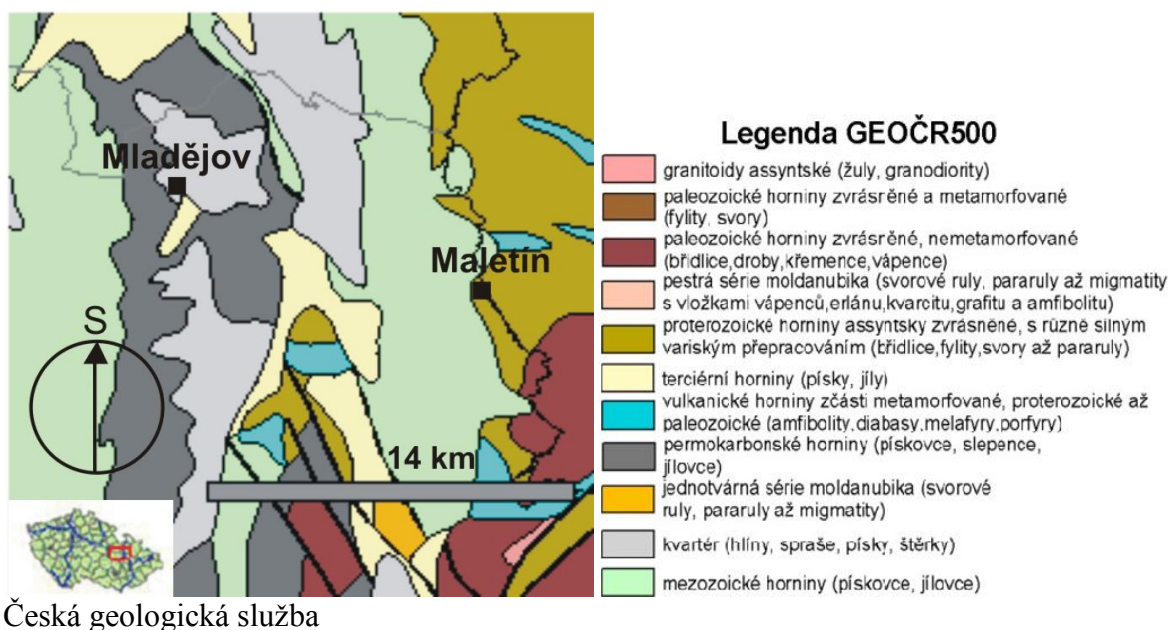 Mladějov
Maletín
S
14 km
Legenda GEOČR500
granitoidy assyntské (žuly, granodiority)
paleozoické horniny zvrásněné a metamorfované
(fylity, svory)
paleozoické horniny zvrásněné, nemetamorfované
(břidlice,droby,křemence,vápence)
pestrá série moldanubika (svorové ruly, pararuly až migmatity
s vložkami vápenců,erlánu,kvarcitu,grafitu a amfibolitu)
proterozoické horniny assyntsky zvrásněné, s různě silným
variským přepracováním (břidlice,fylity,svory až pararuly)
terciérní horniny (písky, jíly)
vulkanické horniny zčásti metamorfované, proterozoické až
paleozoické (amfibolity,diabasy,melafyry,porfyry)
permokarbonské horniny (pískovce, slepence,
jílovce)
jednotvárná série moldanubika (svorové
ruly, pararuly až migmatity)
kvartér (hlíny, spraše, písky, štěrky)
mezozoické horniny (pískovce, jílovce)
Česká geologická služba